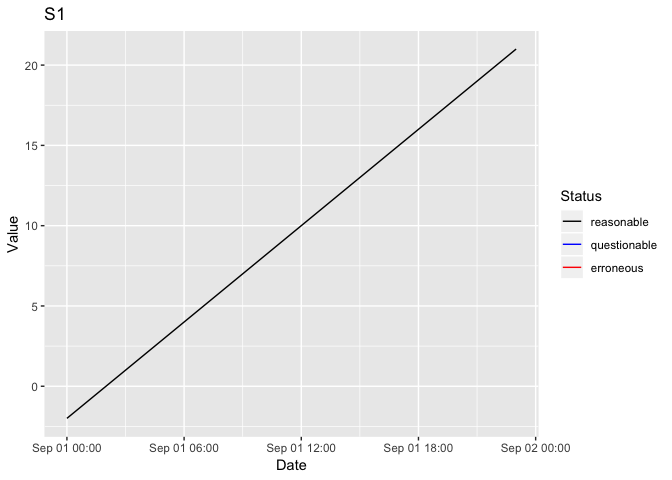 S1
20
15
10
5
0
Value
Sep 01 00:00 Sep 01 06:00 Sep 01 12:00 Sep 01 18:00 Sep 02 00:00
Date
Status
reasonable
questionable
erroneous